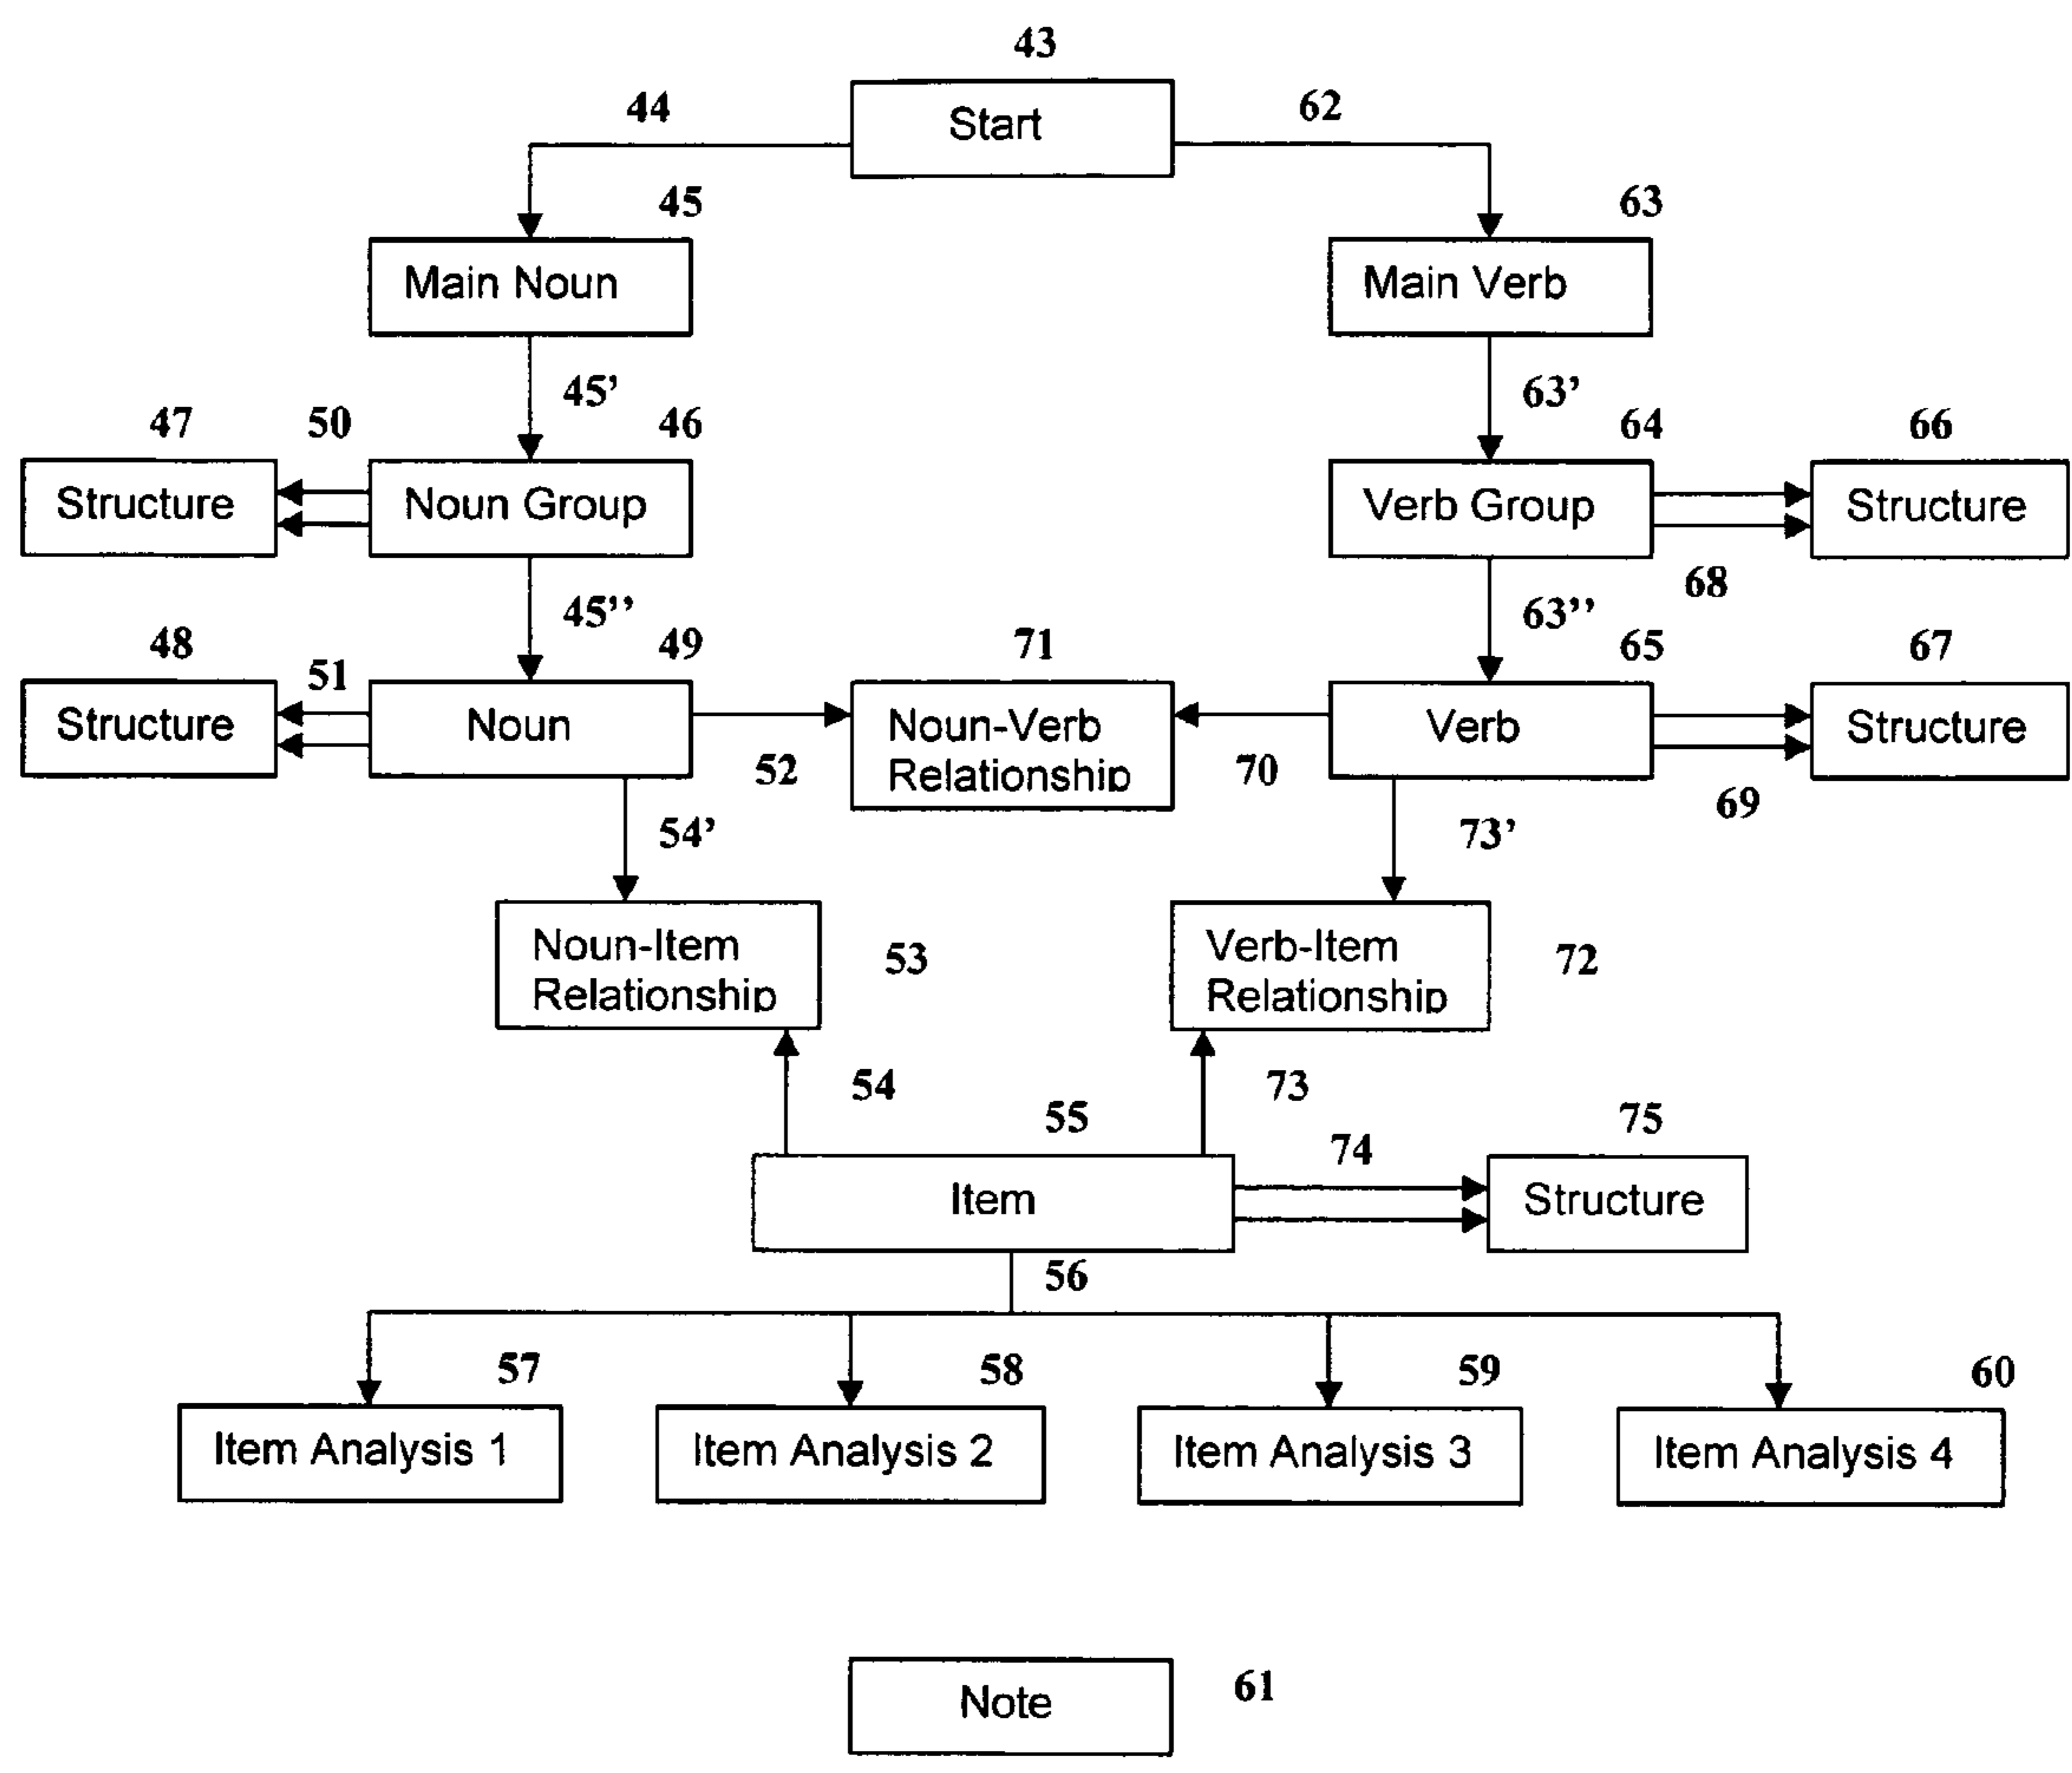 43
44
Start
62
45
63
Main Noun
Main Verb
45’
63’
47
50
46
64
66
Structure
Noun Group
Verb Group
Structure
68
45’’
63’’
48
51
49
71
65
67
Structure
Noun
Noun-Verb
Relationship
Verb
Structure
52
70
69
54’
73’
Noun-Item
Relationship
53
Verb-Item
Relationship
72
54
73
55
74
75
Item
Structure
56
57
58
59
60
Item Analysis 1
Item Analysis 2
Item Analysis 3
Item Analysis 4
Note
61